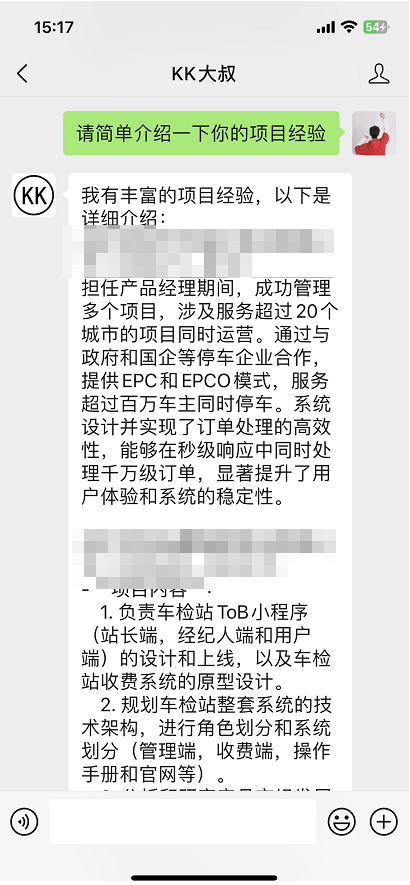 15:17
54
KK大叔
请简单介绍一下你的项目经验
KK
我有丰富的项目经验，以下是
详细介绍：
担任产品经理期间，成功管理
多个项目，涉及服务超过20个
城市的项目同时运营。通过与
政府和国企等停车企业合作，
提供EPC和EPCO模式，服务
超过百万车主同时停车。系统
设计并实现了订单处理的高效
性，能够在秒级响应中同时处
理千万级订单，显著提升了用
户体验和系统的稳定性。
- 项目内容：
1. 负责车检站ToB小程序
（站长端，经纪人端和用户
端）的设计和上线，以及车检
站收费系统的原型设计。
2. 规划车检站整套系统的技
术架构，进行角色划分和系统
划分（管理端，收费端，操作
手册和官网等）。